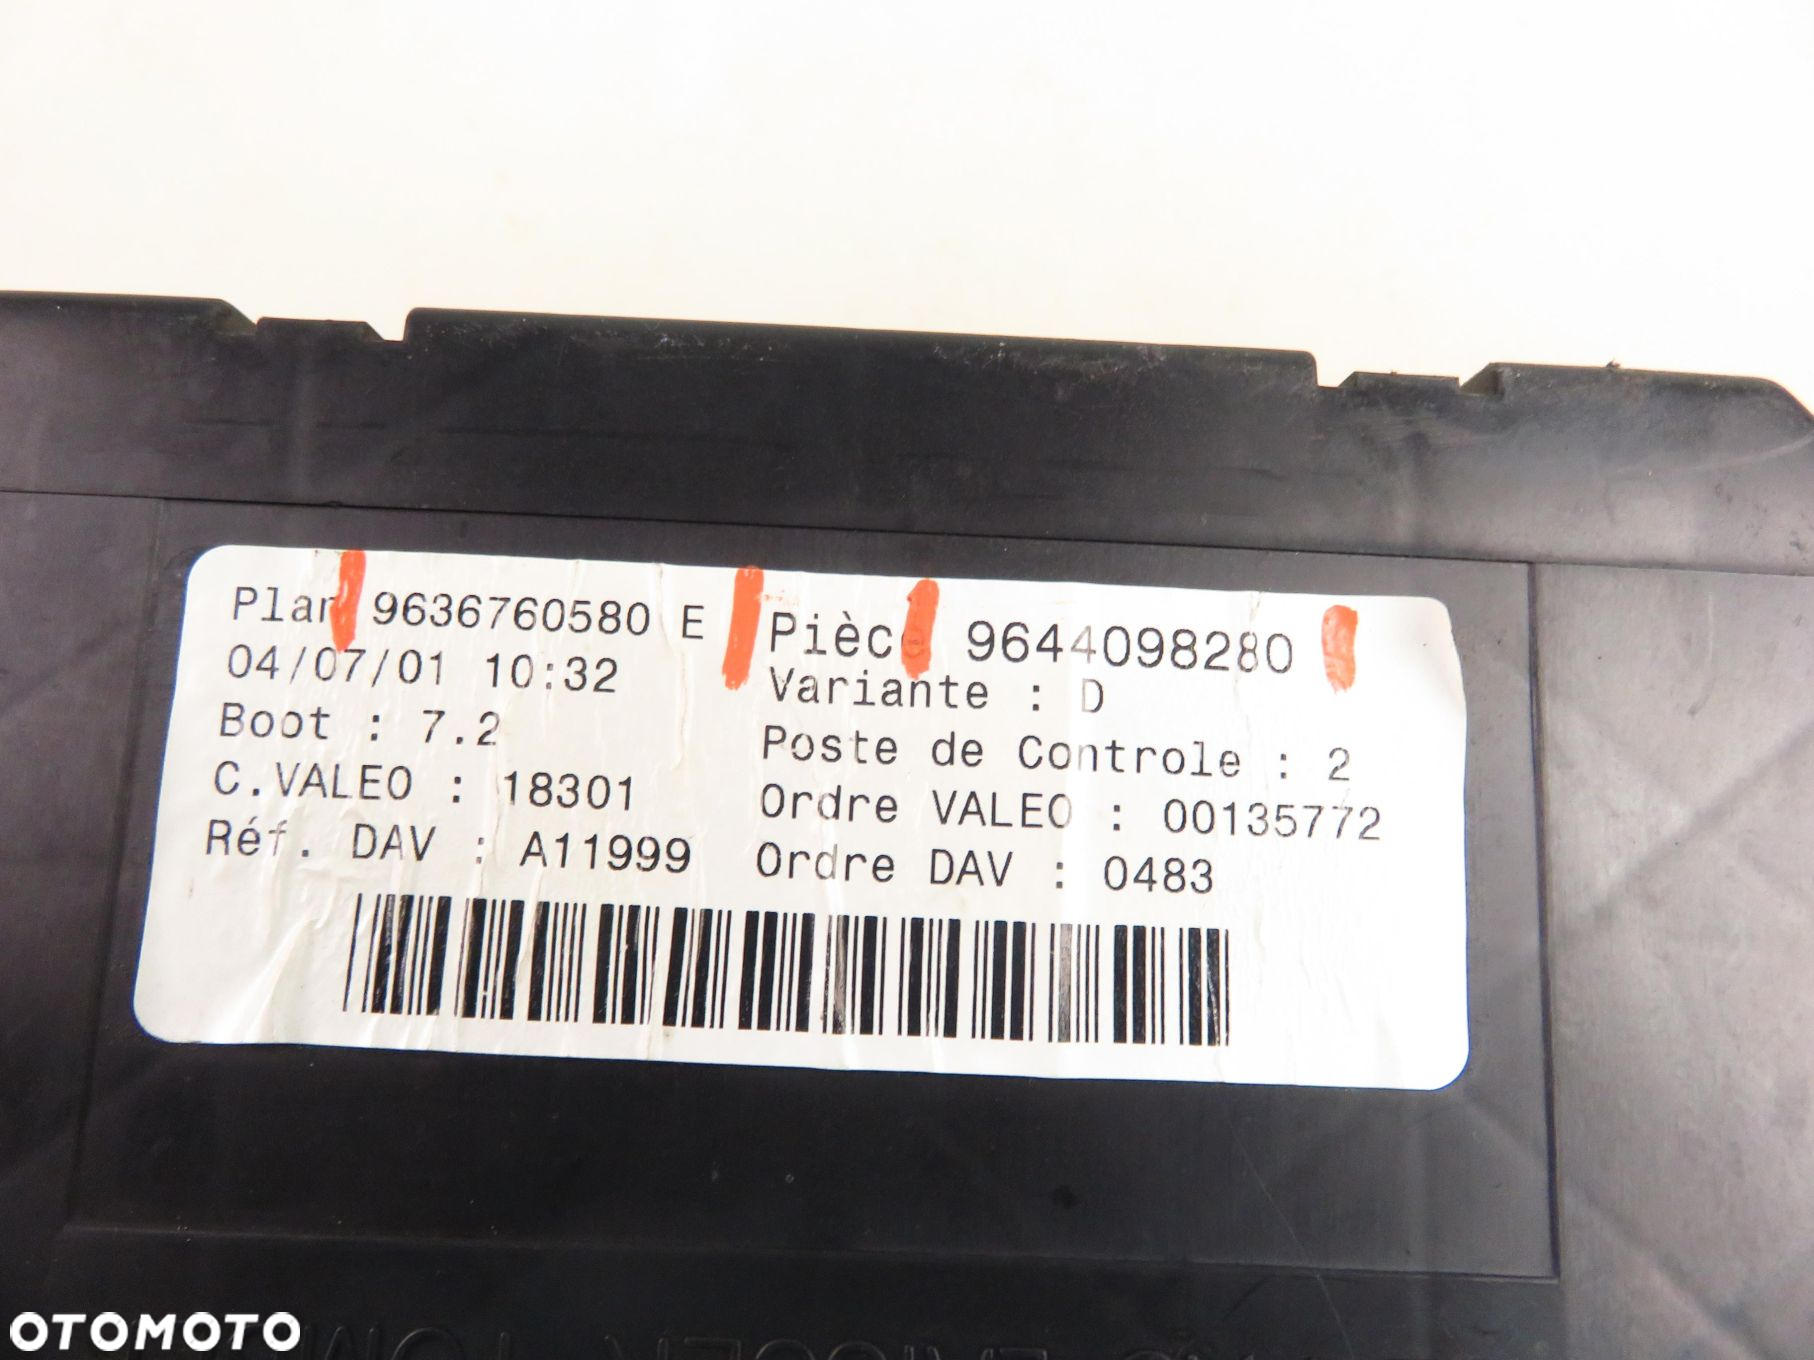 Plan 9636760580 E
04/07/01 10:32
Boot : 7.2
C.VALEO : 18301
Réf. DAV : A11999
Pièce 9644098280
Variante : D
Poste de Controle : 2
Ordre VALEO : 00135772
Ordre DAV : 0483
OTOMOTO